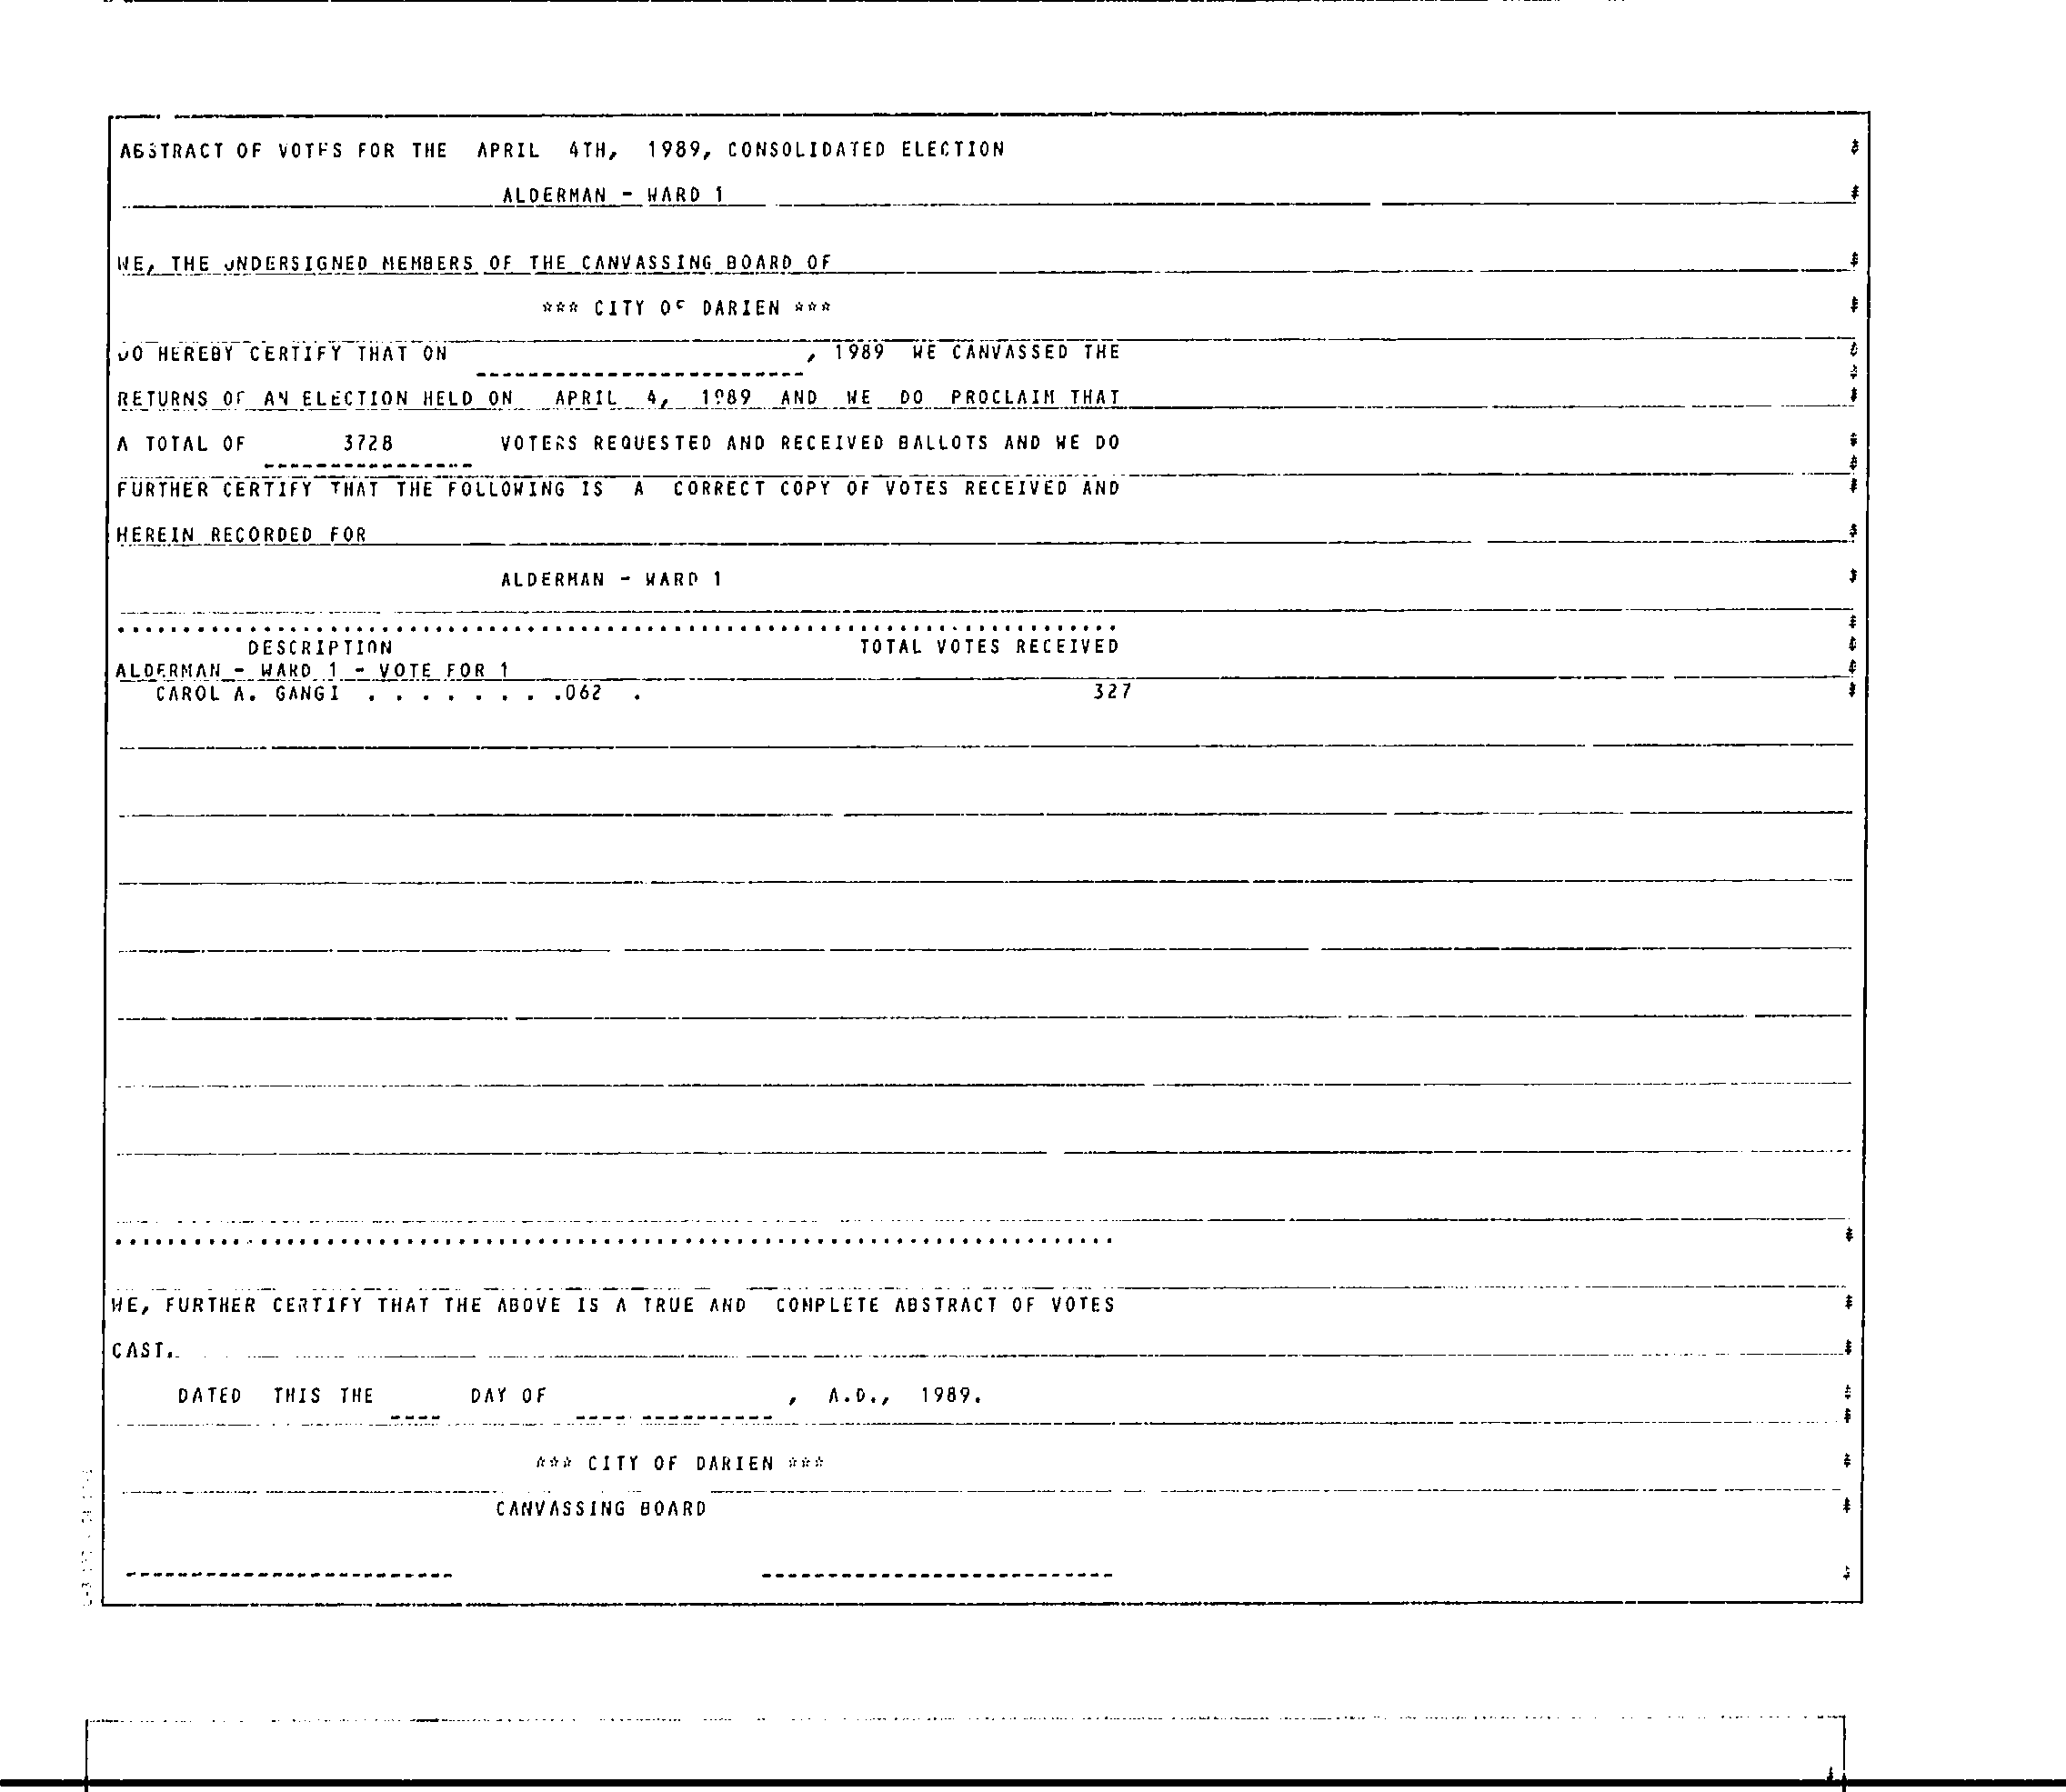 ABSTRACT OF VOTES FOR THE APRIL 4TH, 1989, CONSOLIDATED ELECTION
ALDERMAN - WARD 1
WE, THE UNDERSIGNED MEMBERS OF THE CANVASSING BOARD OF
*** CITY OF DARIEN ***
DO HEREBY CERTIFY THAT ON , 1989 WE CANVASSED THE
RETURNS OF AN ELECTION HELD ON APRIL 4, 1989 AND WE DO PROCLAIM THAT
A TOTAL OF 3728 VOTERS REQUESTED AND RECEIVED BALLOTS AND WE DO
FURTHER CERTIFY THAT THE FOLLOWING IS A CORRECT COPY OF VOTES RECEIVED AND
HEREIN RECORDED FOR
ALDERMAN - WARD 1
DESCRIPTION TOTAL VOTES RECEIVED
ALDERMAN - WARD 1 - VOTE FOR 1
CAROL A. GANGI . . . . . . . .062 . 327
WE, FURTHER CERTIFY THAT THE ABOVE IS A TRUE AND COMPLETE ABSTRACT OF VOTES
CAST.
DATED THIS THE DAY OF , A.D., 1989.
*** CITY OF DARIEN ***
CANVASSING BOARD